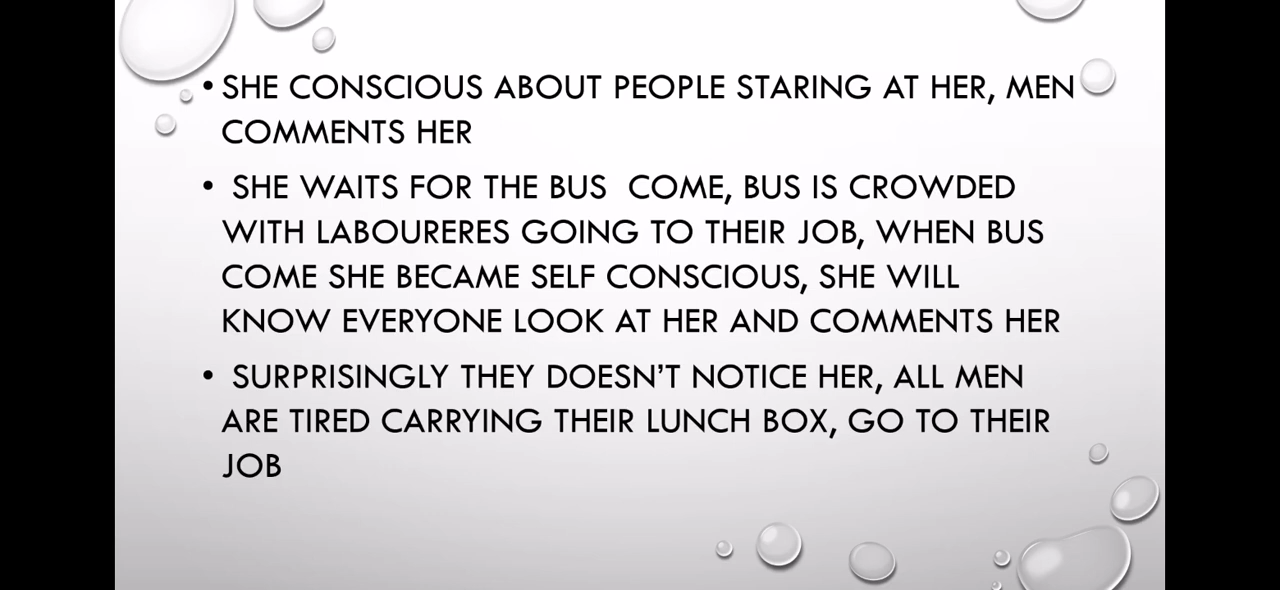 • SHE CONSCIOUS ABOUT PEOPLE STARING AT HER, MEN
COMMENTS HER
• SHE WAITS FOR THE BUS COME, BUS IS CROWDED
WITH LABOURERES GOING TO THEIR JOB, WHEN BUS
COME SHE BECAME SELF CONSCIOUS, SHE WILL
KNOW EVERYONE LOOK AT HER AND COMMENTS HER
• SURPRISINGLY THEY DOESN'T NOTICE HER, ALL MEN
ARE TIRED CARRYING THEIR LUNCH BOX, GO TO THEIR
JOB